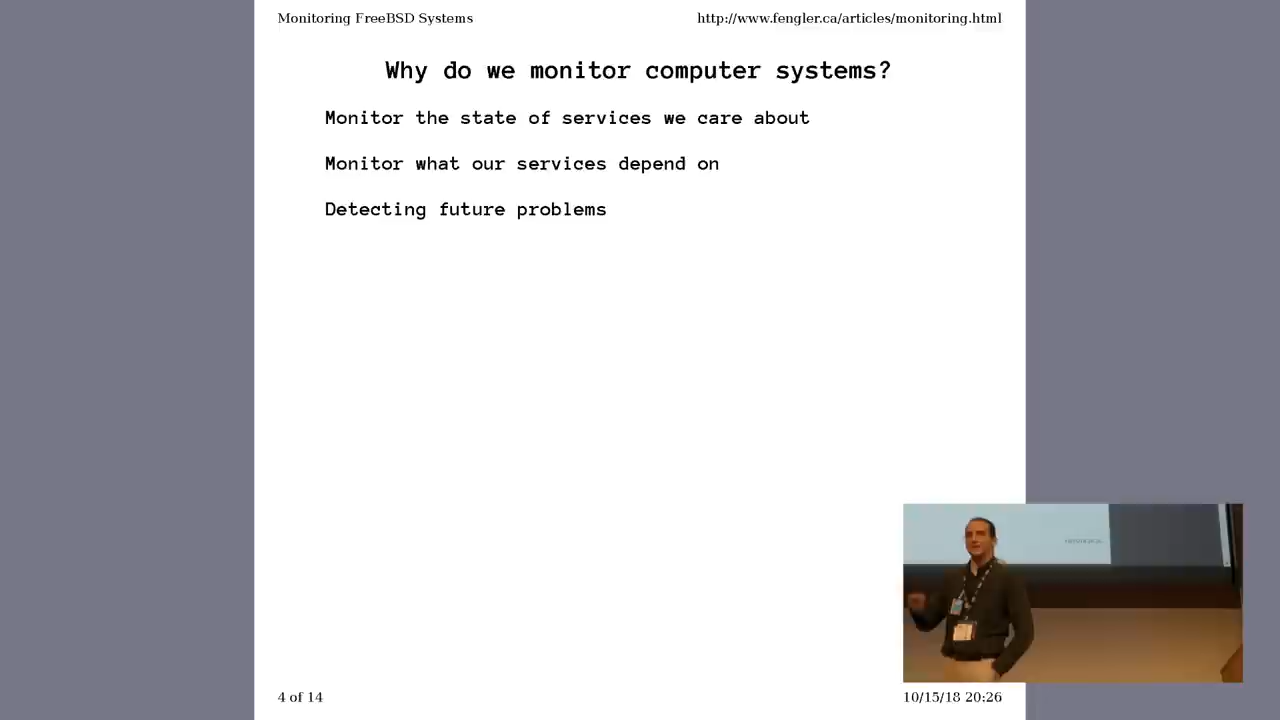 Monitoring FreeBSD Systems
http://www.fengler.ca/articles/monitoring.html
Why do we monitor computer systems?
Monitor the state of services we care about
Monitor what our services depend on
Detecting future problems
4 of 14
10/15/18 20:26